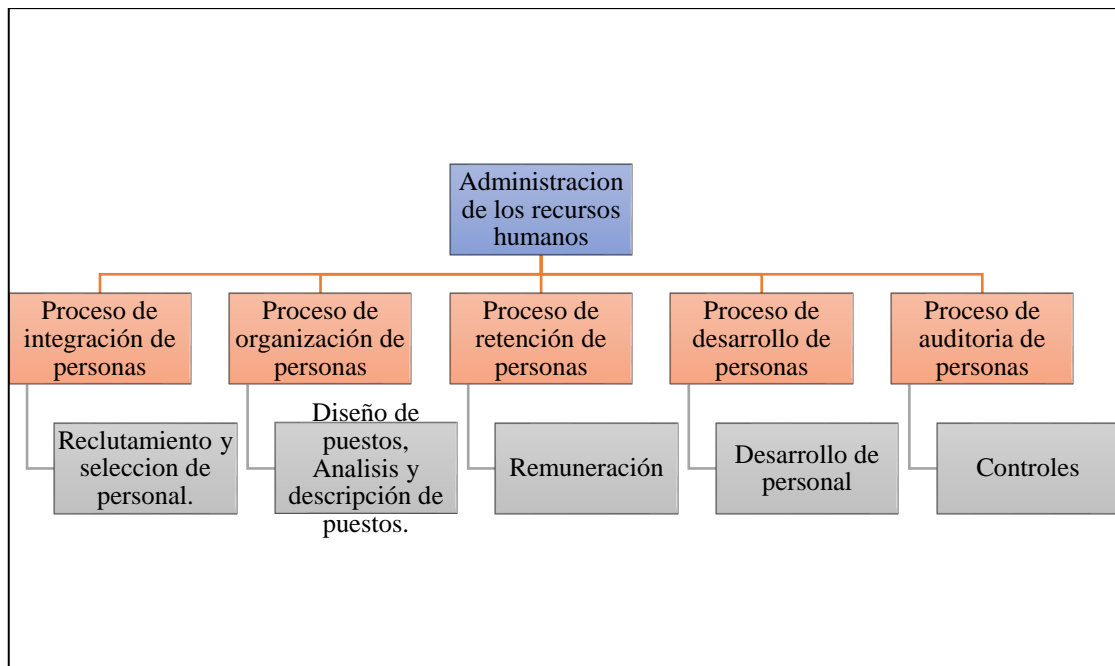 Administracion
de los recursos
humanos
Proceso de
integración de
personas
Proceso de
organización de
personas
Proceso de
retención de
personas
Proceso de
desarrollo de
personas
Proceso de
auditoria de
personas
Reclutamiento y
seleccion de
personal.
Diseño de
puestos,
Analisis y
descripción de
puestos.
Remuneración
Desarrollo de
personal
Controles